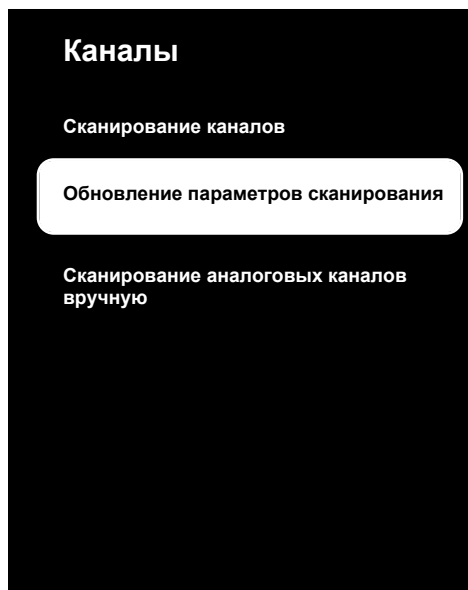 Каналы
Сканирование каналов
Обновление параметров сканирования
Сканирование аналоговых каналов
вручную